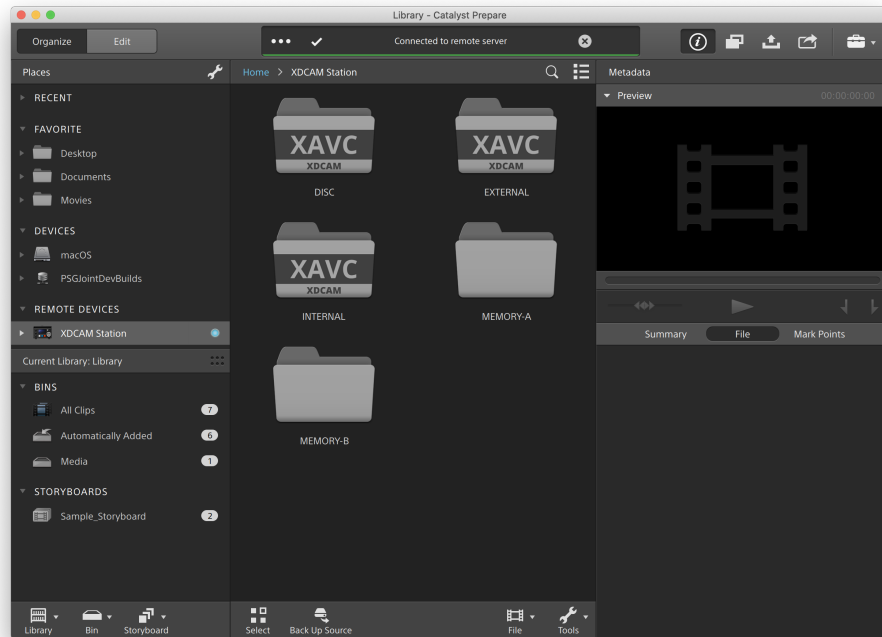 Library - Catalyst Prepare
Organize
Edit
Connected to remote server
Places
Home > XDCAM Station
Metadata
RECENT
Preview
00:00:00:00
FAVORITE
Desktop
Documents
Movies
XAVC
XDCAM
DISC
XAVC
XDCAM
EXTERNAL
DEVICES
macOS
PSGJointDevBuilds
REMOTE DEVICES
XDCAM Station
XAVC
XDCAM
INTERNAL
MEMORY-A
Summary
File
Mark Points
Current Library: Library
BINS
All Clips 7
Automatically Added 6
Media 1
MEMORY-B
STORYBOARDS
Sample_Storyboard 2
Library
Bin
Storyboard
Select
Back Up Source
File
Tools